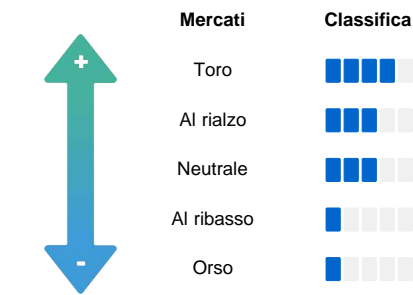 Mercati Classifica
+
Toro
Al rialzo
Neutrale
Al ribasso
-
Orso